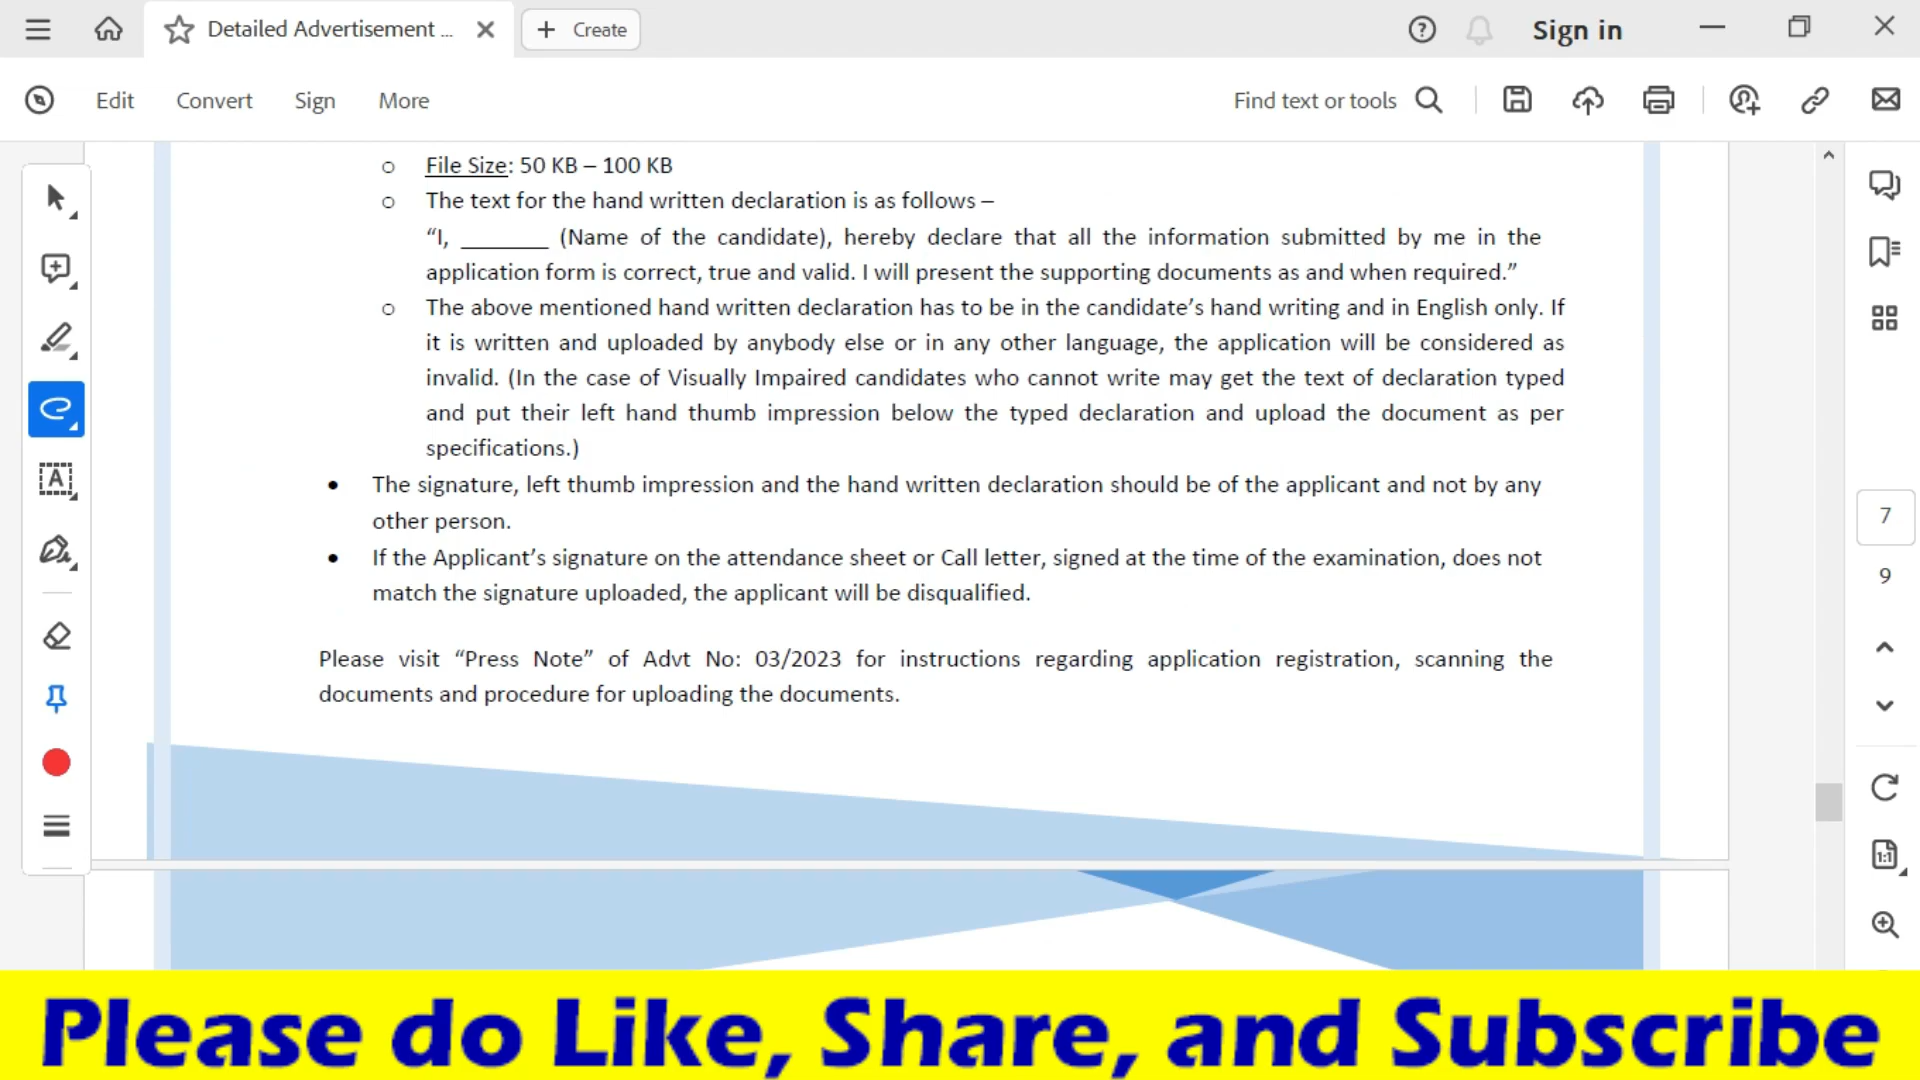 Detailed Advertisement ...
Create
Sign in
Edit Convert Sign More
Find text or tools
o File Size: 50 KB – 100 KB
o The text for the hand written declaration is as follows –
“I, _______ (Name of the candidate), hereby declare that all the information submitted by me in the
application form is correct, true and valid. I will present the supporting documents as and when required.”
o The above mentioned hand written declaration has to be in the candidate’s hand writing and in English only. If
it is written and uploaded by anybody else or in any other language, the application will be considered as
invalid. (In the case of Visually Impaired candidates who cannot write may get the text of declaration typed
and put their left hand thumb impression below the typed declaration and upload the document as per
specifications.)
• The signature, left thumb impression and the hand written declaration should be of the applicant and not by any
other person.
• If the Applicant’s signature on the attendance sheet or Call letter, signed at the time of the examination, does not
match the signature uploaded, the applicant will be disqualified.
Please visit “Press Note” of Advt No: 03/2023 for instructions regarding application registration, scanning the
documents and procedure for uploading the documents.
7
9
1:1
Please do Like, Share, and Subscribe